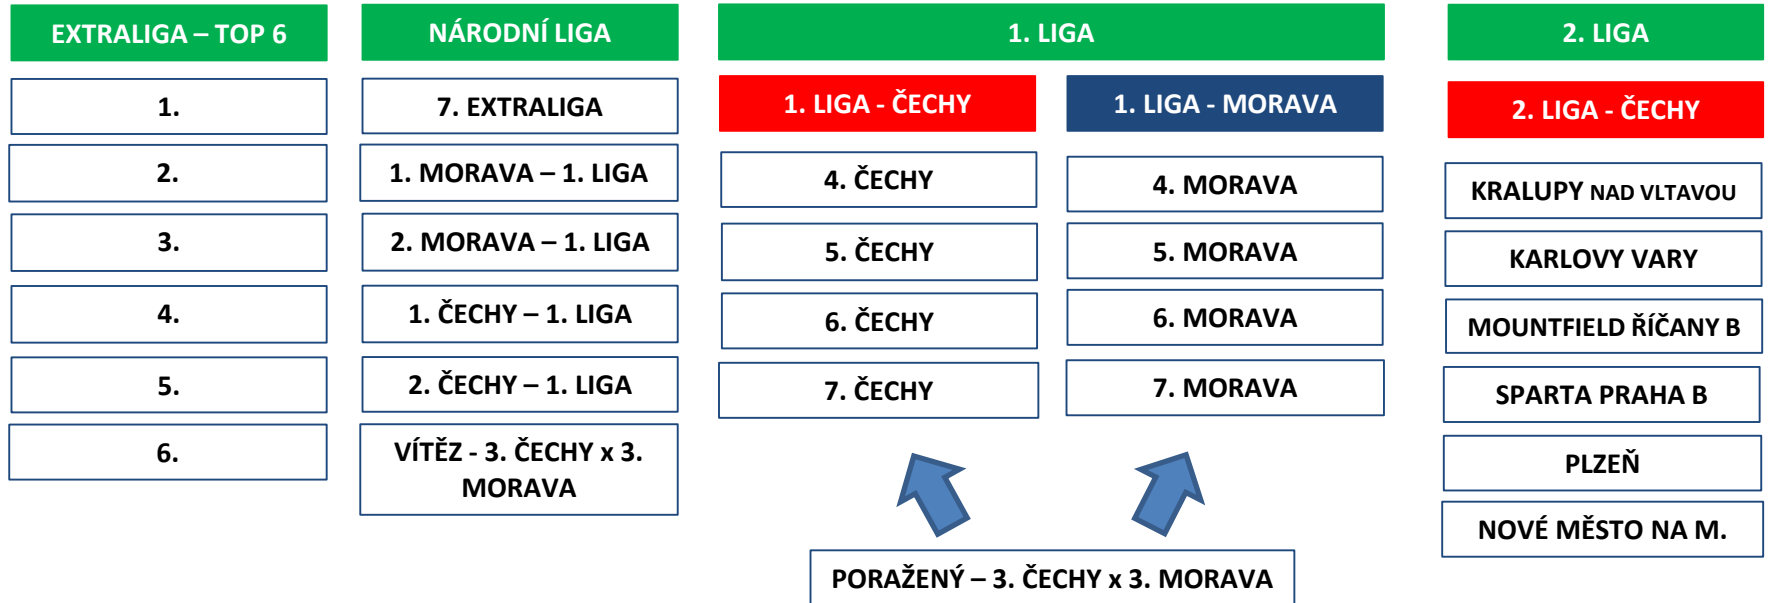 EXTRALIGA – TOP 6
1.
2.
3.
4.
5.
6.
NÁRODNÍ LIGA
7. EXTRALIGA
1. MORAVA – 1. LIGA
2. MORAVA – 1. LIGA
1. ČECHY – 1. LIGA
2. ČECHY – 1. LIGA
VÍTĚZ - 3. ČECHY x 3.
MORAVA
1. LIGA
1. LIGA - ČECHY
4. ČECHY
5. ČECHY
6. ČECHY
7. ČECHY
1. LIGA - MORAVA
4. MORAVA
5. MORAVA
6. MORAVA
7. MORAVA
PORAŽENÝ – 3. ČECHY x 3. MORAVA
2. LIGA
2. LIGA - ČECHY
KRALUPY NAD VLTAVOU
KARLOVY VARY
MOUNTFIELD ŘÍČANY B
SPARTA PRAHA B
PLZEŇ
NOVÉ MĚSTO NA M.